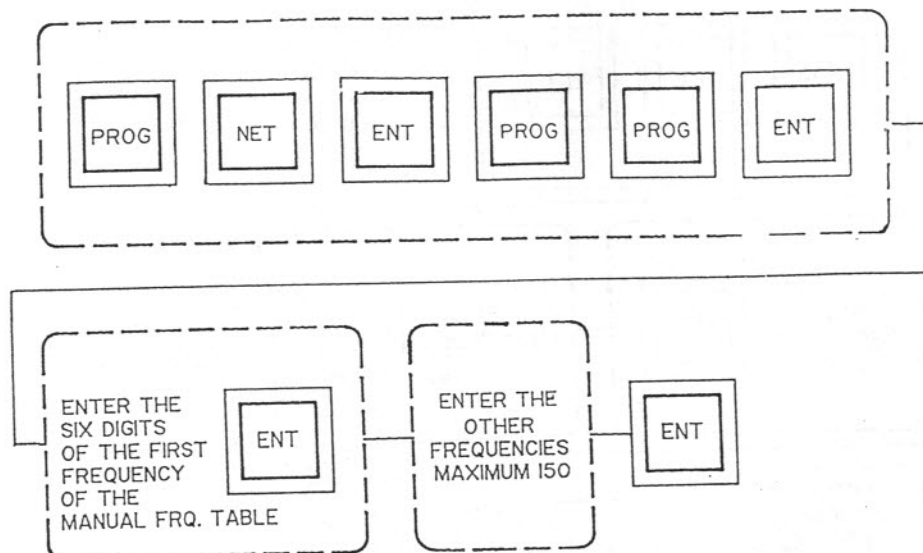 PROG NET ENT PROG PROG ENT
ENTER THE
SIX DIGITS
OF THE FIRST
FREQUENCY
OF THE
MANUAL FRQ. TABLE
ENT
ENTER THE
OTHER
FREQUENCIES
MAXIMUM 150
ENT